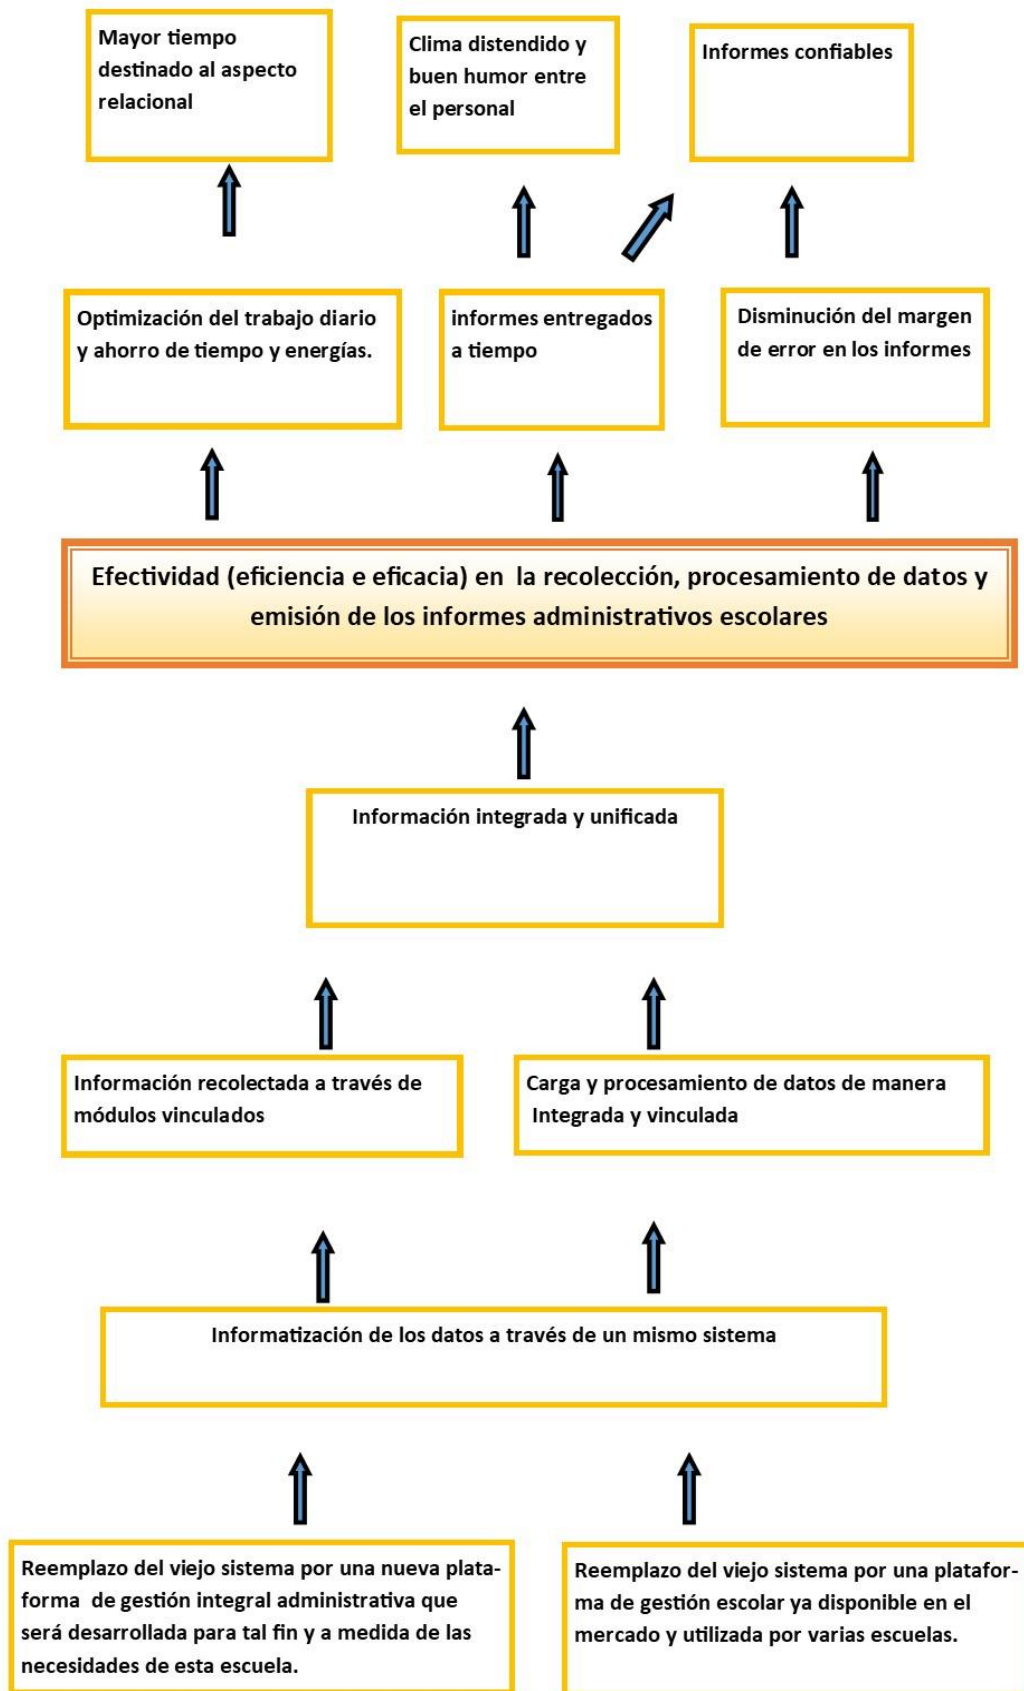 Mayor tiempo
destinado al aspecto
relacional
Clima distendido y
buen humor entre
el personal
Informes confiables
Optimización del trabajo diario
y ahorro de tiempo y energías.
informes entregados
a tiempo
Disminución del margen
de error en los informes
Efectividad (eficiencia e eficacia) en la recolección, procesamiento de datos y
emisión de los informes administrativos escolares
Información integrada y unificada
Información recolectada a través de
módulos vinculados
Carga y procesamiento de datos de manera
Integrada y vinculada
Informatización de los datos a través de un mismo sistema
Reemplazo del viejo sistema por una nueva plata-
forma de gestión integral administrativa que
será desarrollada para tal fin y a medida de las
necesidades de esta escuela.
Reemplazo del viejo sistema por una platafor-
ma de gestión escolar ya disponible en el
mercado y utilizada por varias escuelas.